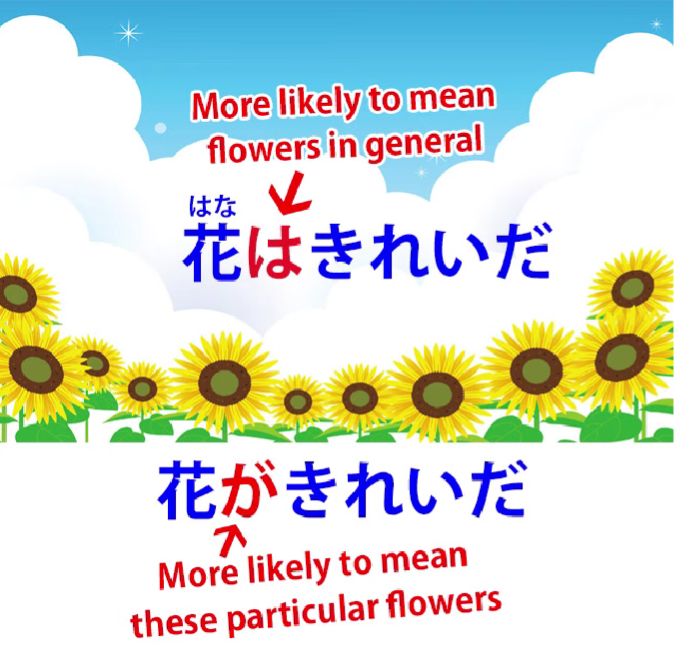 More likely to mean
flowers in general
はな
花はきれいだ
花がきれいだ
More likely to mean
these particular flowers